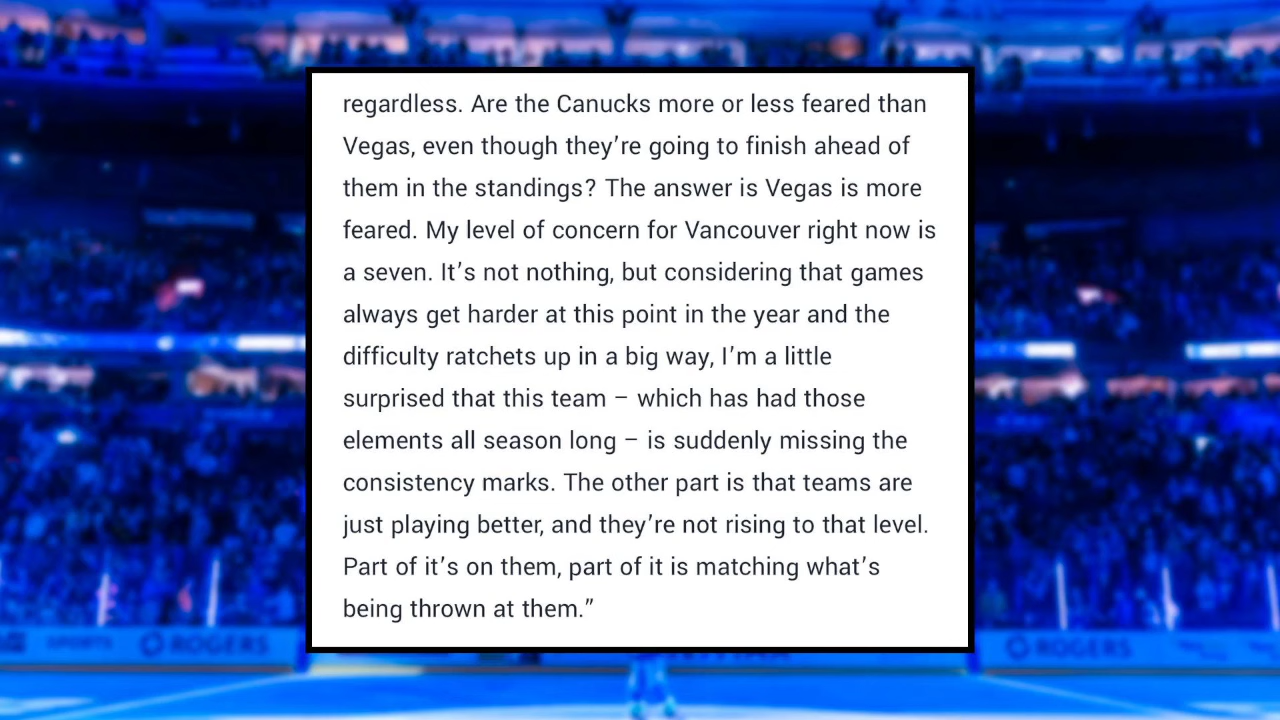 regardless. Are the Canucks more or less feared than
Vegas, even though they’re going to finish ahead of
them in the standings? The answer is Vegas is more
feared. My level of concern for Vancouver right now is
a seven. It’s not nothing, but considering that games
always get harder at this point in the year and the
difficulty ratchets up in a big way, I’m a little
surprised that this team – which has had those
elements all season long – is suddenly missing the
consistency marks. The other part is that teams are
just playing better, and they’re not rising to that level.
Part of it’s on them, part of it is matching what’s
being thrown at them.”
SPORTS
ROGERS
ROGERS